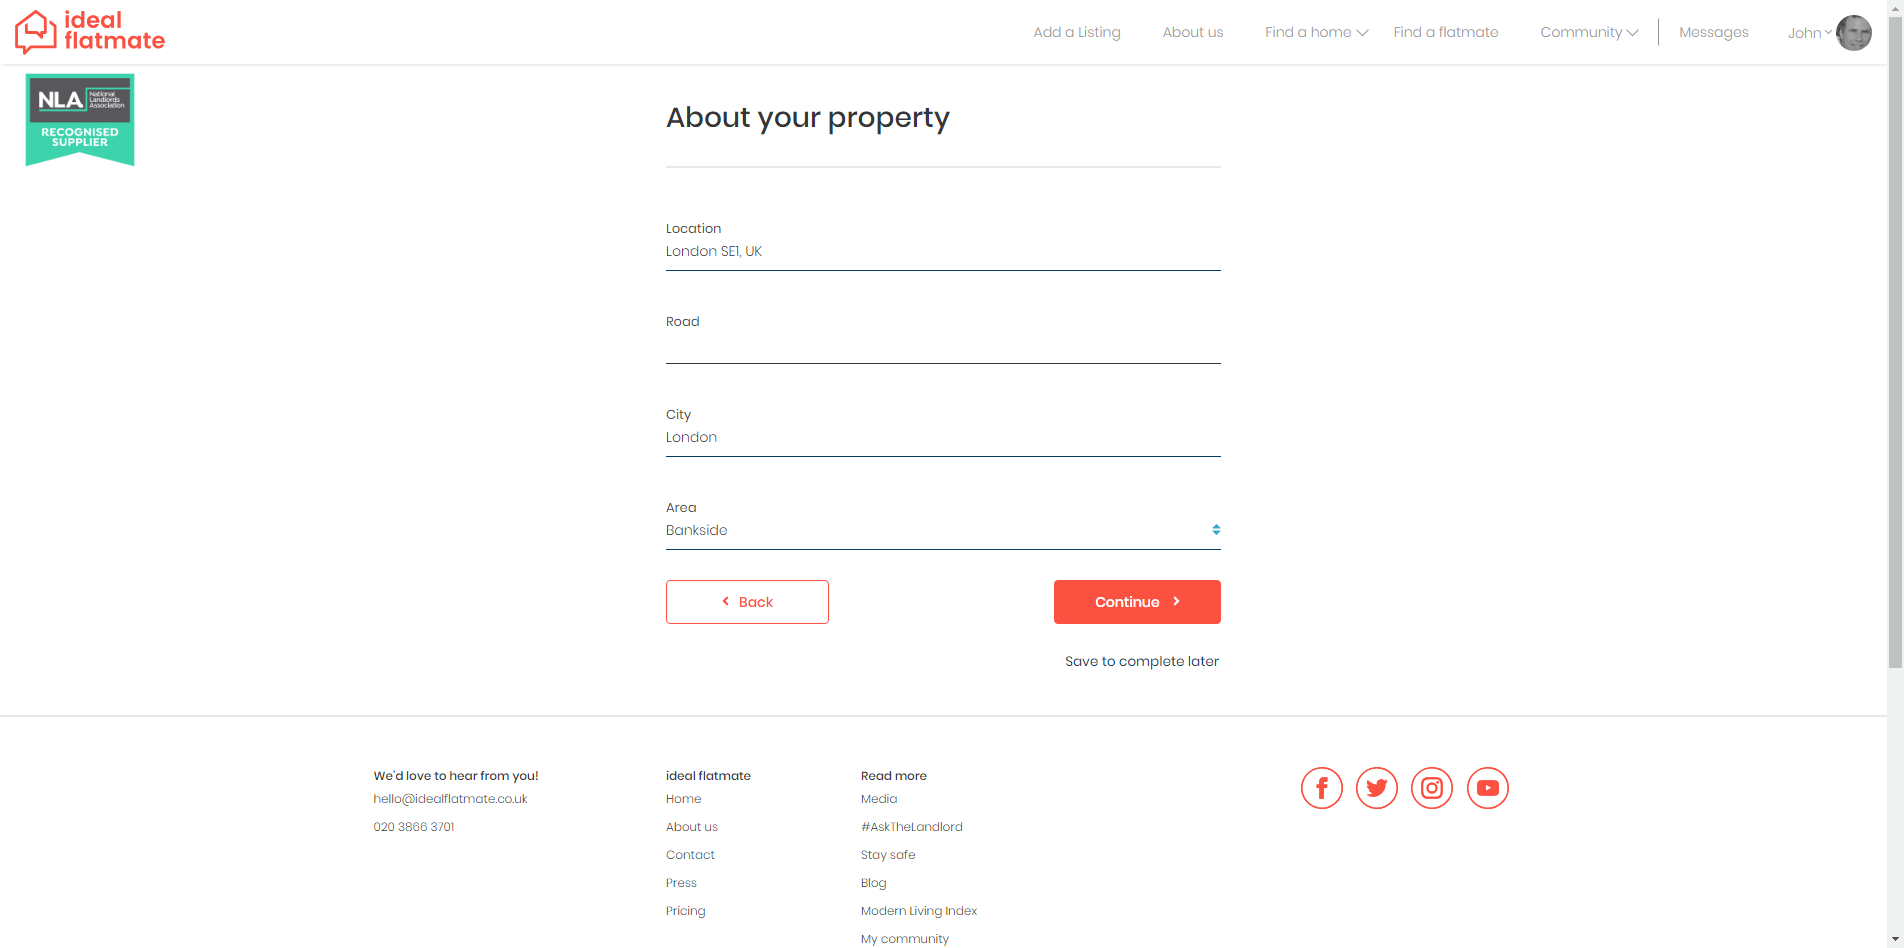 ideal
flatmate
Add a Listing
About us
Find a home
Find a flatmate
Community
Messages
John
NLA
National
Landlords
Association
RECOGNISED
SUPPLIER
About your property
Location
London SE1, UK
Road
City
London
Area
Bankside
Back
Continue
Save to complete later
We'd love to hear from you!
hello@idealflatmate.co.uk
020 3866 3701
ideal flatmate
Home
About us
Contact
Press
Pricing
Read more
Media
#AskTheLandlord
Stay safe
Blog
Modern Living Index
My community